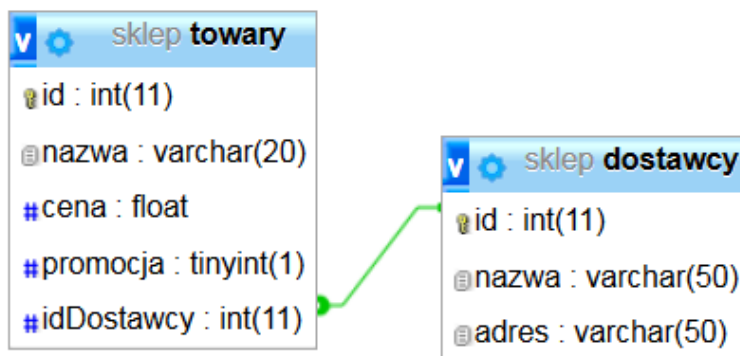 v sklep towary
id : int(11)
nazwa : varchar(20)
#cena : float
#promocja : tinyint(1)
#idDostawcy : int(11)
v sklep dostawcy
id : int(11)
nazwa : varchar(50)
adres : varchar(50)